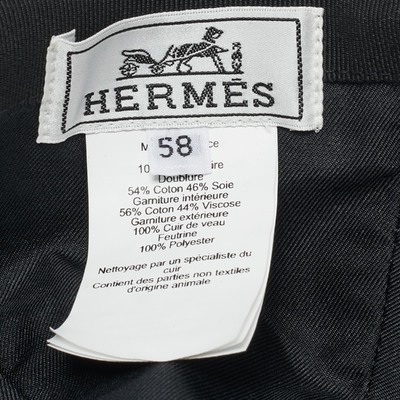 HERMÈS
58
Doublure
54% Coton 46% Soie
Garniture intérieure
56% Coton 44% Viscose
Garniture extérieure
100% Cuir de veau
Feutrine
100% Polyester
Nettoyage par un spécialiste du
cuir
Contient des parties non textiles
d'origine animale